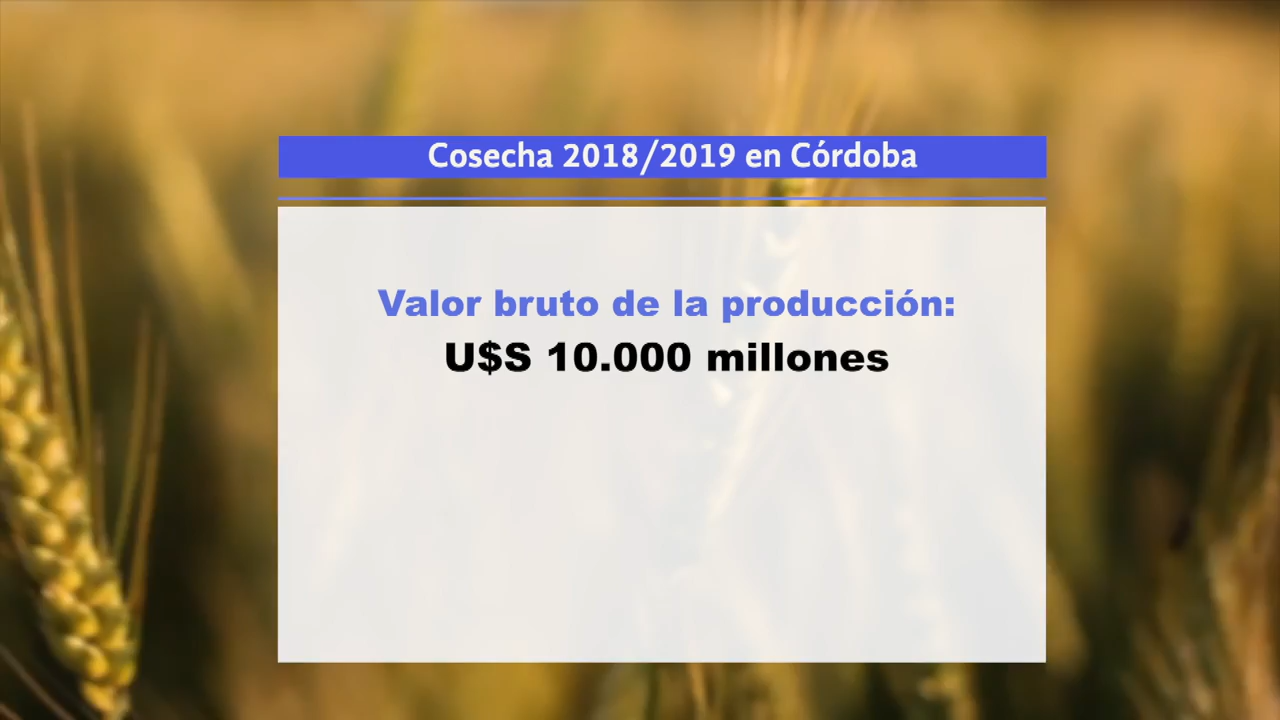 Cosecha 2018/2019 en Córdoba
Valor bruto de la producción:
U$S 10.000 millones